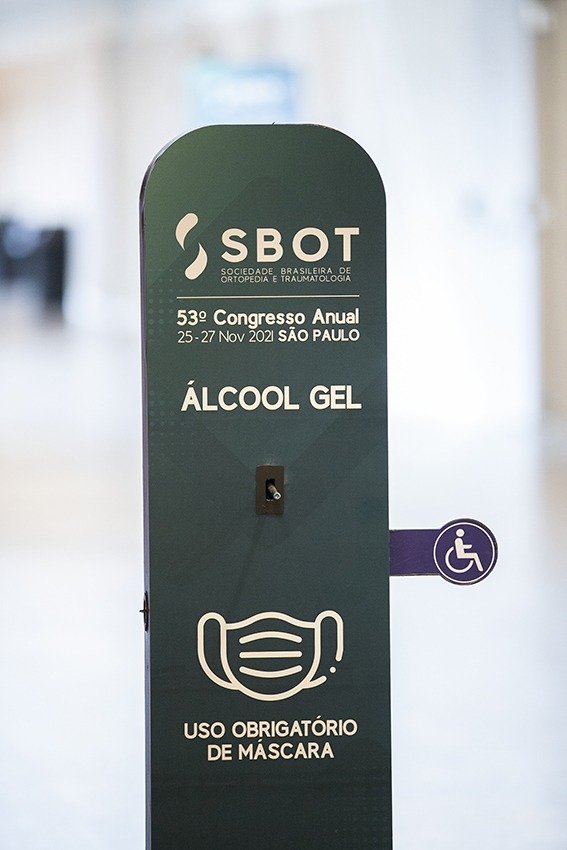 SBOT
SOCIEDADE BRASILEIRA DE
ORTOPEDIA E TRAUMATOLOGIA
53º Congresso Anual
25-27 Nov 2021 SÃO PAULO
ÁLCOOL GEL
USO OBRIGATÓRIO
DE MÁSCARA